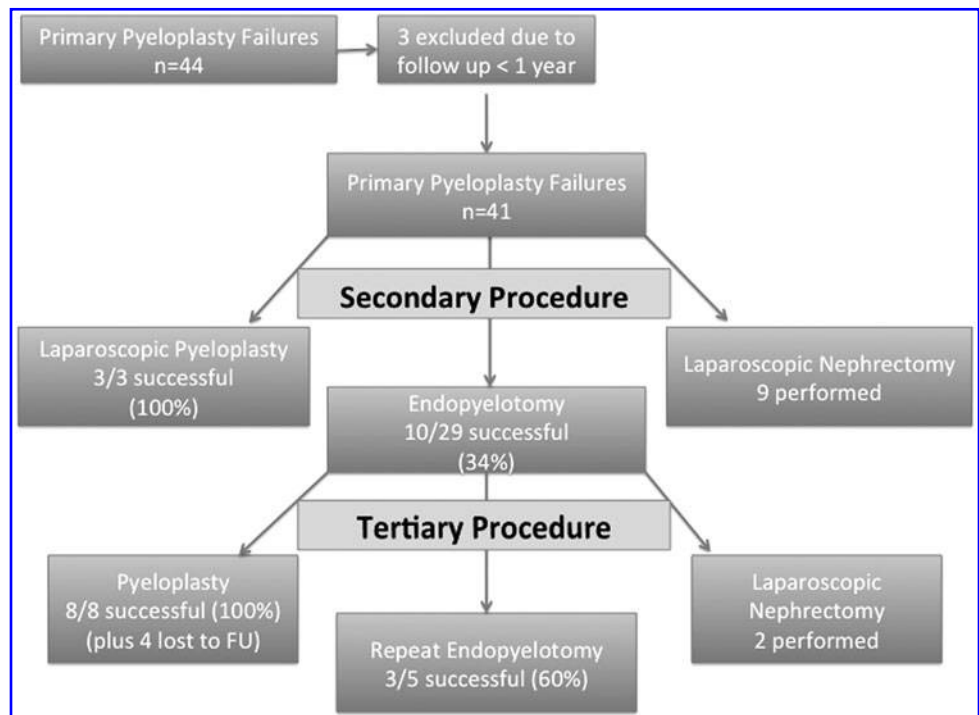 Primary Pyeloplasty Failures
n=44
3 excluded due to
follow up < 1 year
Primary Pyeloplasty Failures
n=41
Secondary Procedure
Laparoscopic Pyeloplasty
3/3 successful
(100%)
Endopyelotomy
10/29 successful
(34%)
Laparoscopic Nephrectomy
9 performed
Tertiary Procedure
Pyeloplasty
8/8 successful (100%)
(plus 4 lost to FU)
Repeat Endopyelotomy
3/5 successful (60%)
Laparoscopic
Nephrectomy
2 performed